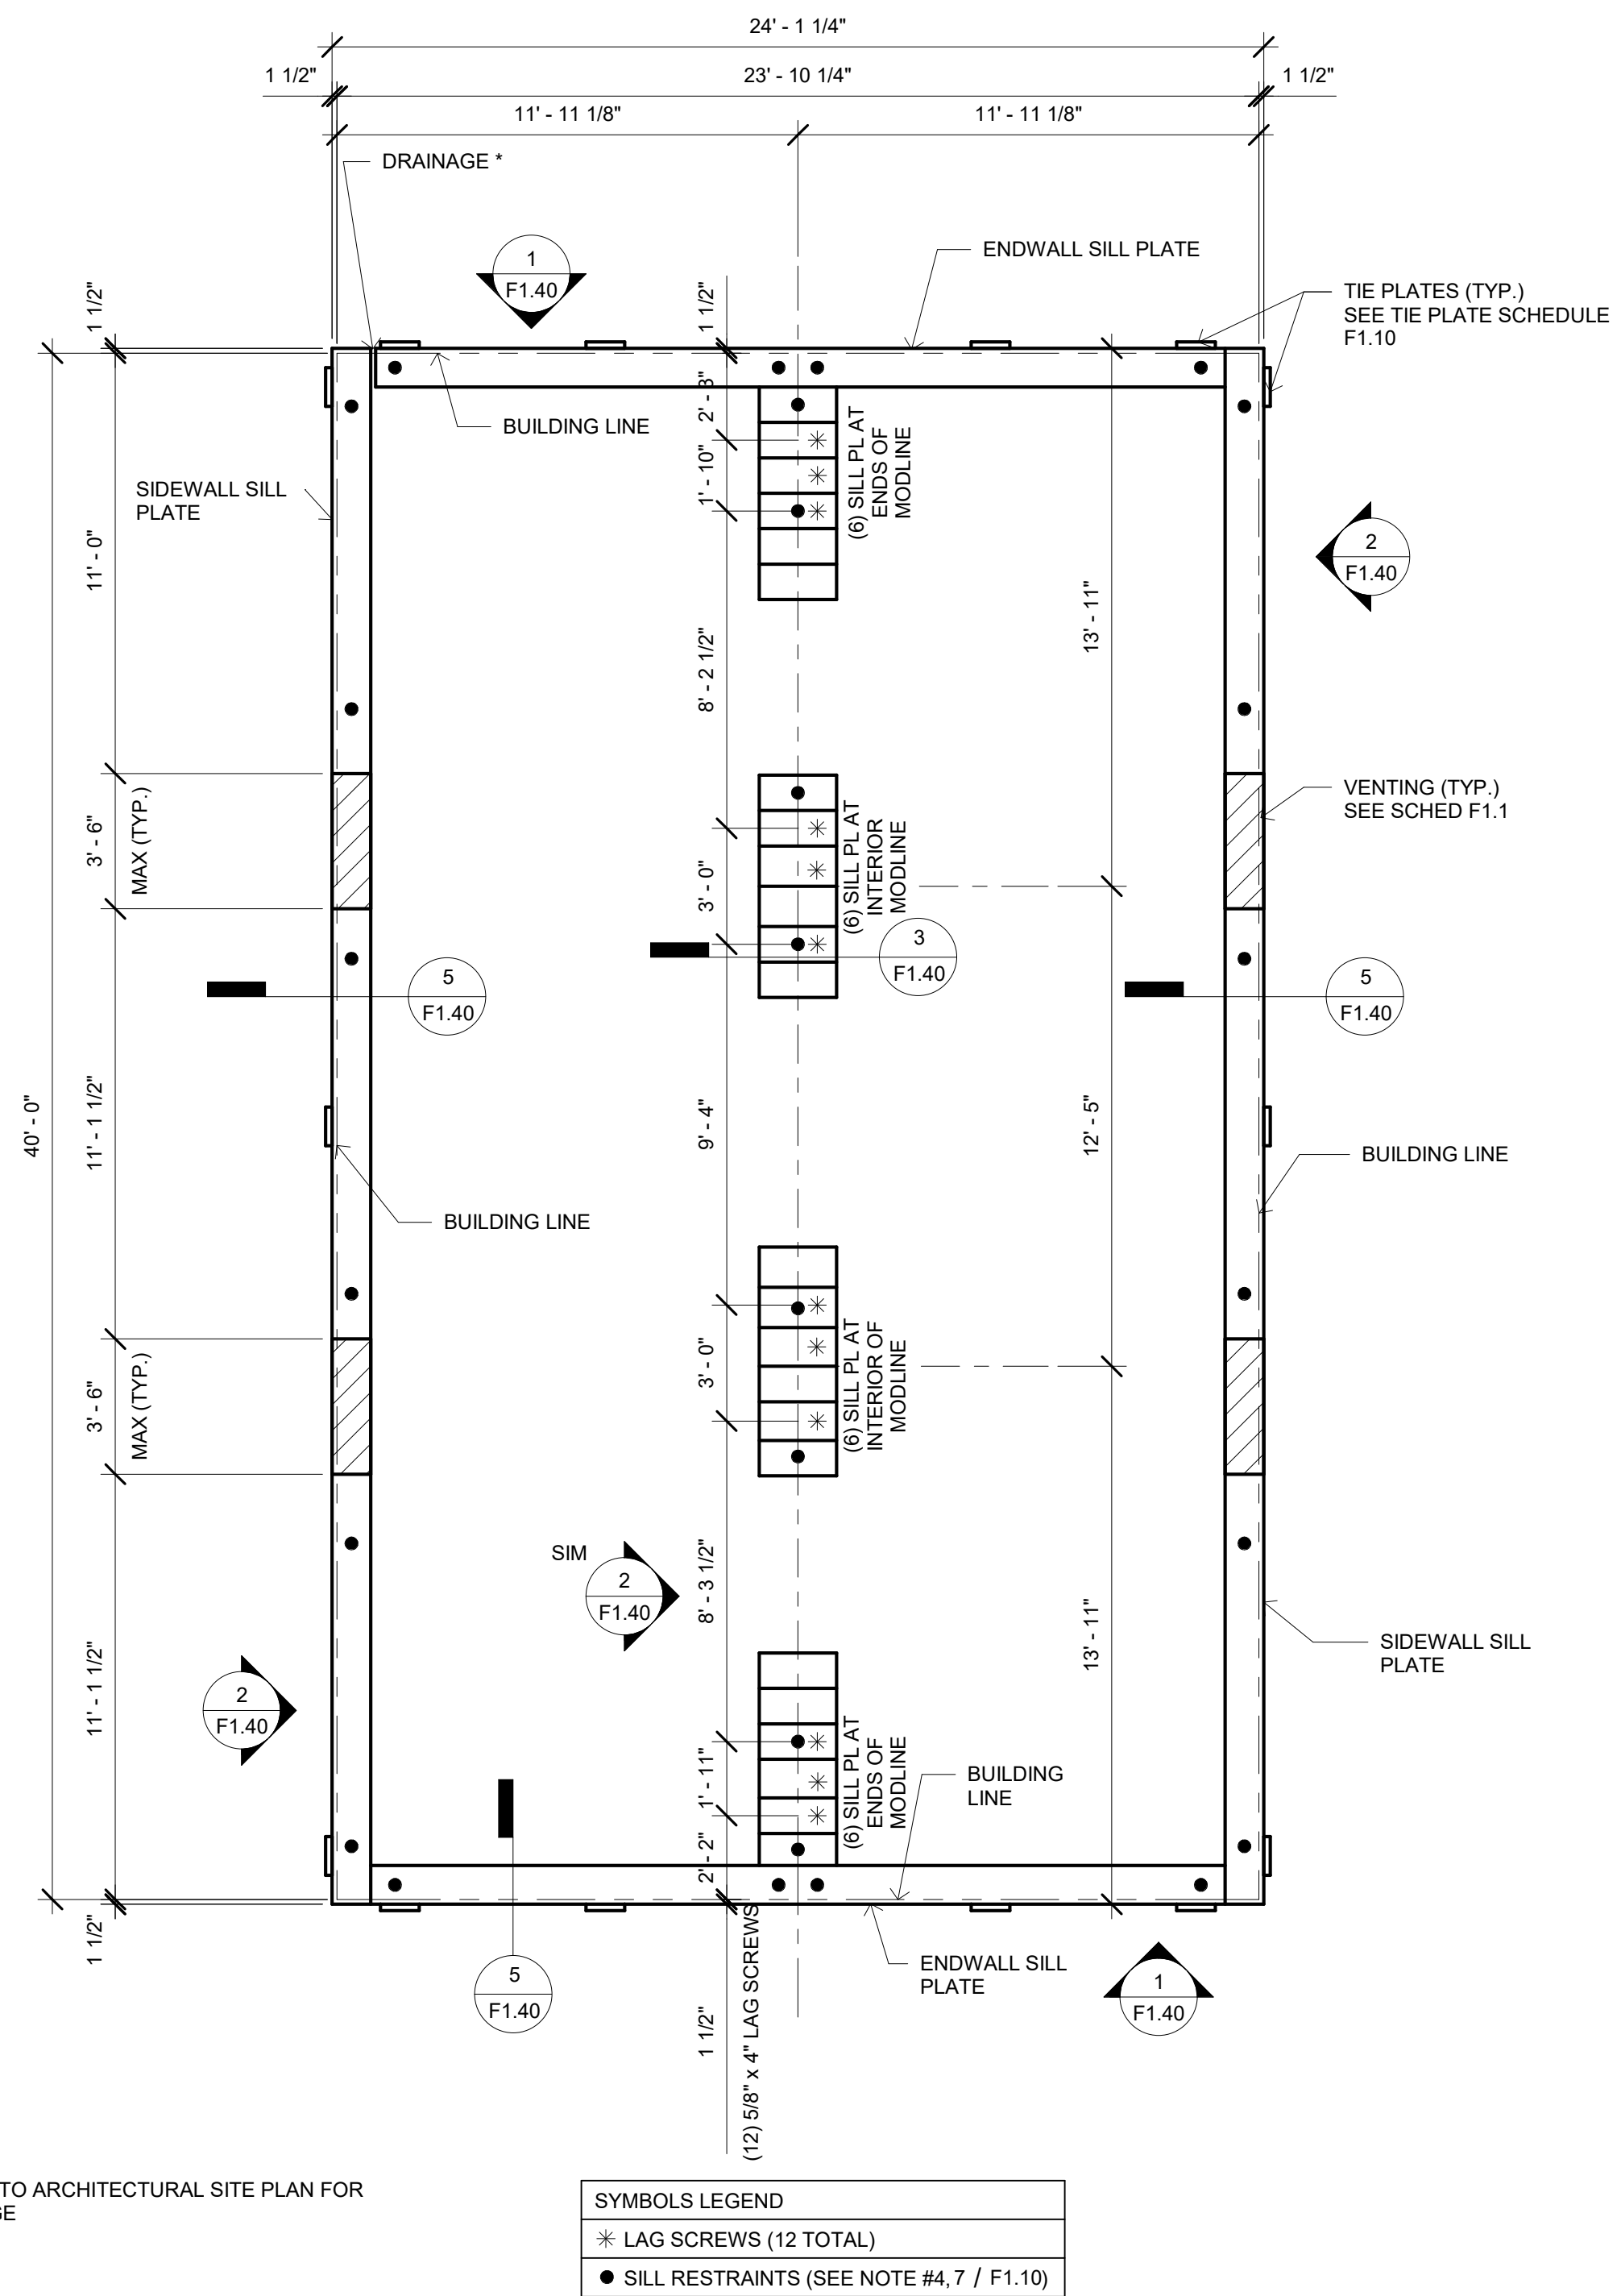 24' - 1 1/4"
1 1/2"
23' - 10 1/4"
1 1/2"
11' - 11 1/8"
11' - 11 1/8"
DRAINAGE *
1
F1.40
ENDWALL SILL PLATE
TIE PLATES (TYP.)
SEE TIE PLATE SCHEDULE
F1.10
1 1/2"
1 1/2"
2' - 3"
BUILDING LINE
1' - 10"
(6) SILL PL AT
ENDS OF
MODLINE
SIDEWALL SILL
PLATE
11' - 0"
2
F1.40
13' - 11"
8' - 2 1/2"
3' - 6"
MAX (TYP.)
VENTING (TYP.)
SEE SCHED F1.1
3' - 0"
(6) SILL PL AT
INTERIOR
MODLINE
3
F1.40
5
F1.40
5
F1.40
40' - 0"
11' - 1 1/2"
9' - 4"
12' - 5"
BUILDING LINE
BUILDING LINE
3' - 6"
MAX (TYP.)
3' - 0"
(6) SILL PL AT
INTERIOR OF
MODLINE
SIM
2
F1.40
8' - 3 1/2"
13' - 11"
SIDEWALL SILL
PLATE
11' - 1 1/2"
2
F1.40
1' - 11"
(6) SILL PL AT
ENDS OF
MODLINE
BUILDING
LINE
2' - 2"
1 1/2"
1 1/2"
(12) 5/8" x 4" LAG SCREWS
ENDWALL SILL
PLATE
5
F1.40
1
F1.40
TO ARCHITECTURAL SITE PLAN FOR
SYMBOLS LEGEND
LAG SCREWS (12 TOTAL)
SILL RESTRAINTS (SEE NOTE #4, 7 / F1.10)